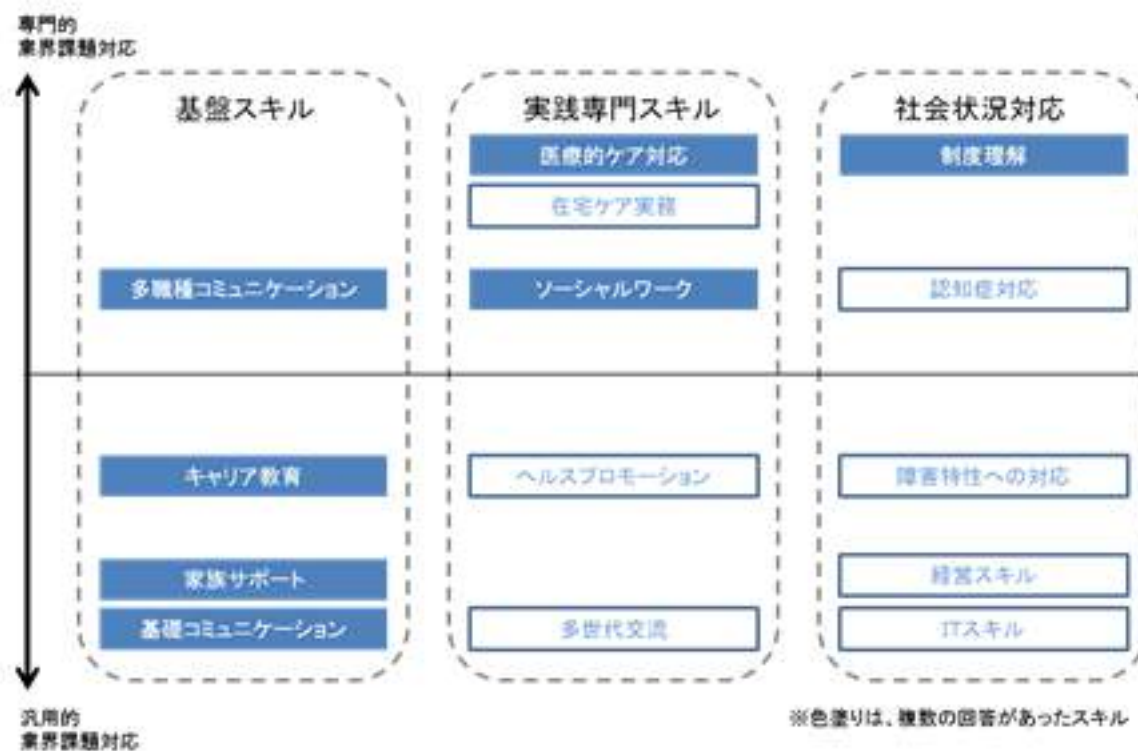 専門的
業界課題対応
基盤スキル
実践専門スキル
社会状況対応
医療的ケア対応
制度理解
在宅ケア実務
多職種コミュニケーション
ソーシャルワーク
認知症対応
キャリア教育
ヘルスプロモーション
障害特性への対応
家族サポート
経営スキル
基礎コミュニケーション
多世代交流
ITスキル
汎用的
業界課題対応
※色塗りは、複数の回答があったスキル